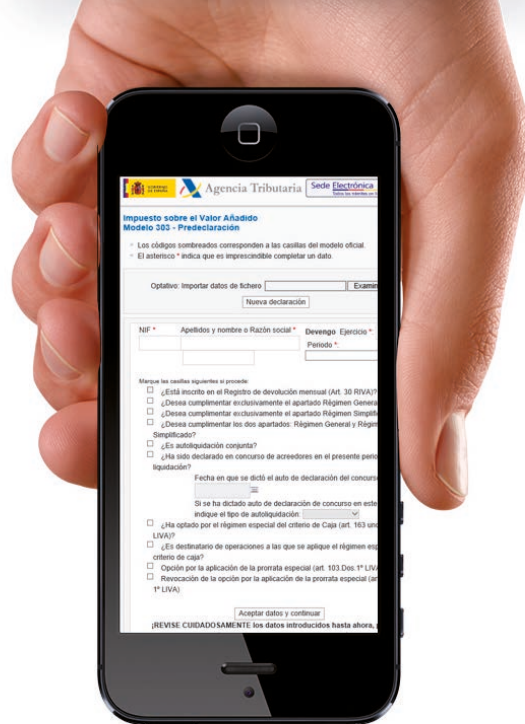 GOBIERNO DE ESPAÑA
Agencia Tributaria
Sede Electrónica
Todos los trámites on
Impuesto sobre el Valor Añadido
Modelo 303 - Predeclaración
Los códigos sombreados corresponden a las casillas del modelo oficial.
El asterisco * indica que es imprescindible completar un dato.
Optativo: Importar datos de fichero Examin
Nueva declaración
NIF * Apellidos y nombre o Razón social * Devengo Ejercicio *:
Periodo *:
Marque las casillas siguientes si procede:
¿Está inscrito en el Registro de devolución mensual (Art. 30 RIVA)?
¿Desea cumplimentar exclusivamente el apartado Régimen General
¿Desea cumplimentar exclusivamente el apartado Régimen Simplifi
¿Desea cumplimentar los dos apartados: Régimen General y Régim
Simplificado?
¿Es autoliquidación conjunta?
¿Ha sido declarado en concurso de acreedores en el presente perio
liquidación?
Fecha en que se dictó el auto de declaración del concurso
Si se ha dictado auto de declaración de concurso en este
indique el tipo de autoliquidación:
¿Ha optado por el régimen especial del criterio de Caja (art. 163 und
LIVA)?
¿Es destinatario de operaciones a las que se aplique el régimen esp
criterio de caja?
Opción por la aplicación de la prorrata especial (art. 103.Dos.1º LIVA
Revocación de la opción por la aplicación de la prorrata especial (ar
1º LIVA)
Aceptar datos y continuar
¡REVISE CUIDADOSAMENTE los datos introducidos hasta ahora, p